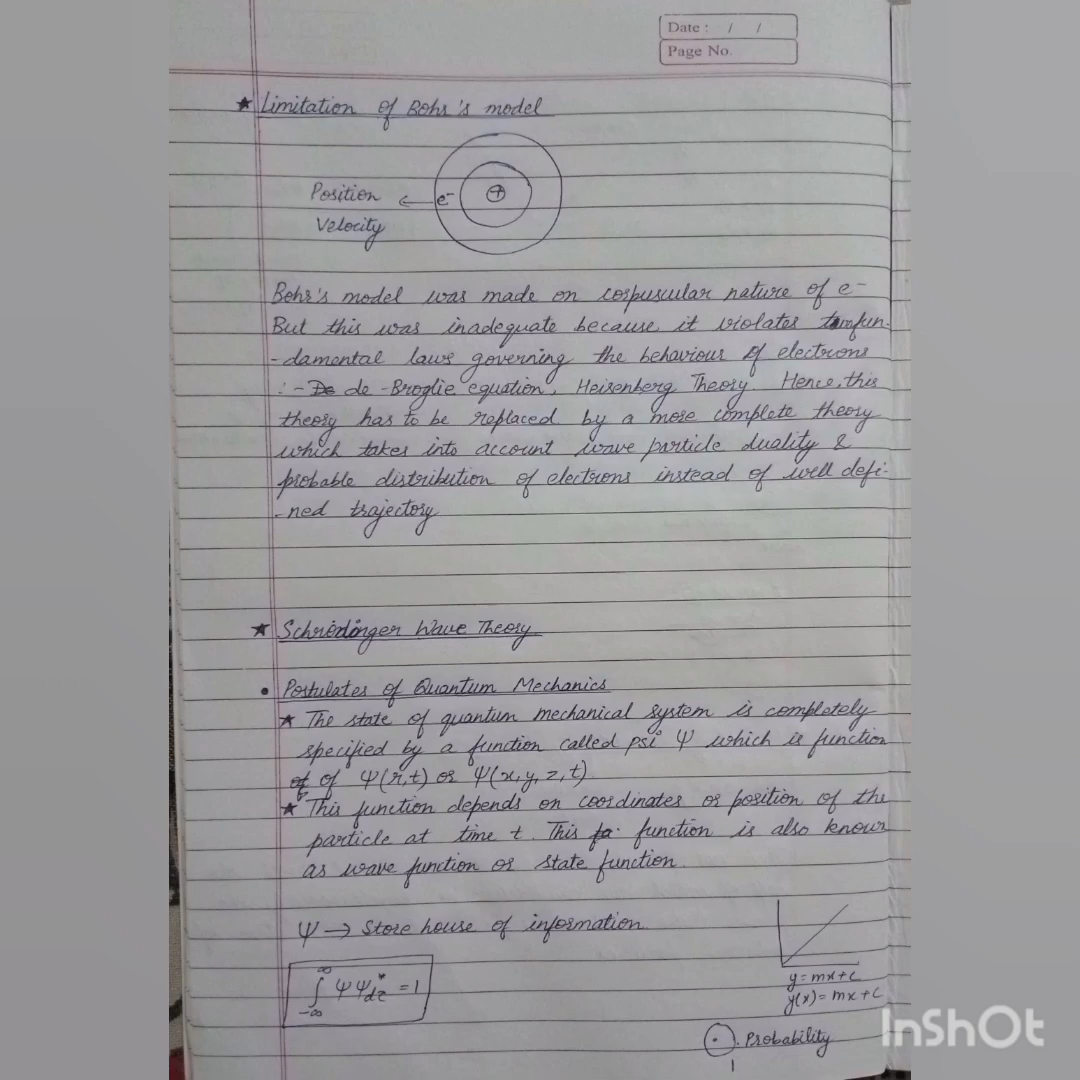 Date : / /
Page No.
★ Limitation of Bohr's model
Position ← e- +
Velocity
Bohr's model was made on corpuscular nature of e-
But this was inadequate because it violates fun-
-damental laws governing the behaviour of electrons
:- de-Broglie equation, Heisenberg Theory. Hence, this
theory has to be replaced by a more complete theory
which takes into account wave particle duality &
probable distribution of electrons instead of well defi-
-ned trajectory
★ Schrödinger Wave Theory
• Postulates of Quantum Mechanics
★ The state of quantum mechanical system is completely
specified by a function called psi Ψ which is function
of Ψ(r,t) or Ψ(x,y,z,t)
★ This function depends on coordinates or position of the
particle at time t. This function is also known
as wave function or state function.
Ψ → Store house of information
∫-∞^∞ ΨΨ*dτ = 1
y = mx+c
y(x) = mx+c
Probability
1
InShOt